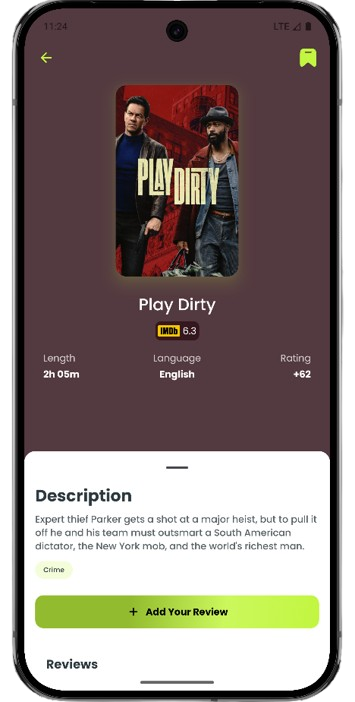 11:24
LTE
PLAY DIRTY
Play Dirty
IMDb 6.3
Length
Language
Rating
2h 05m
English
+62
Description
Expert thief Parker gets a shot at a major heist, but to pull it
off he and his team must outsmart a South American
dictator, the New York mob, and the world's richest man.
Crime
+ Add Your Review
Reviews